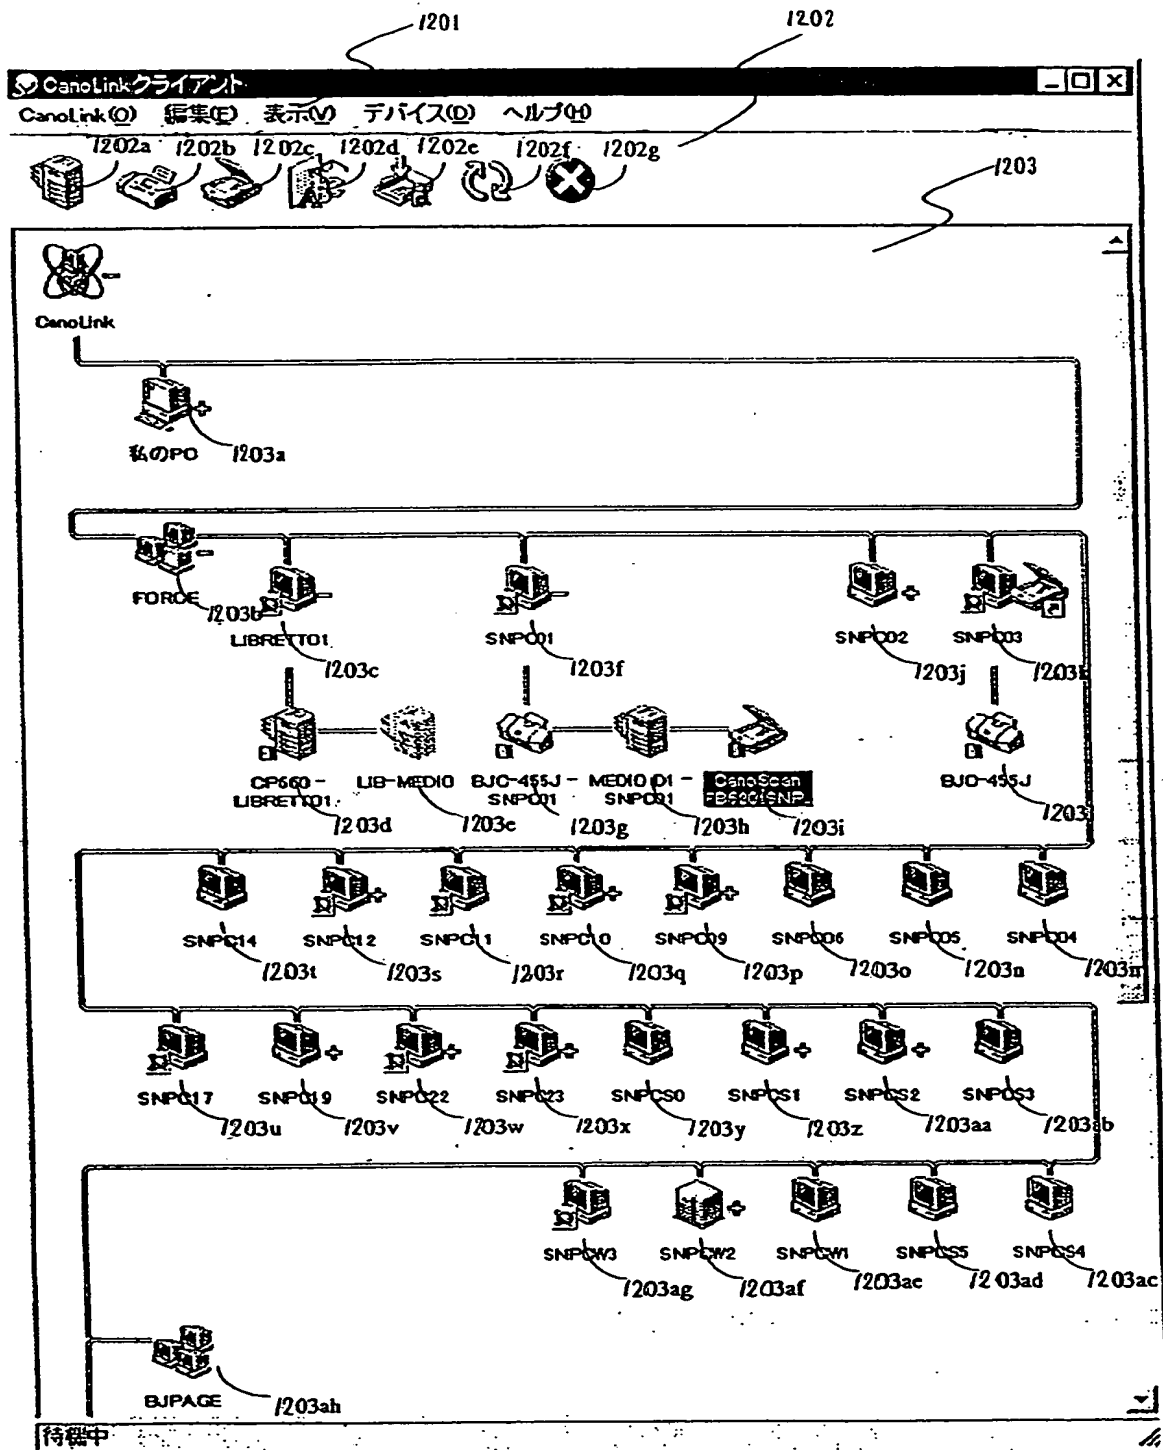 1201 1202
CanoLinkクライアント
CanoLink(O) 編集(E) 表示(V) デバイス(D) ヘルプ(H)
1202a 1202b 1202c 1202d 1202e 1202f 1202g
1203
CanoLink
私のPC 1203a
FORCE 1203b
LIBRETTO1 SNPC01 SNPC02 SNPC03
1203c 1203f 1203j
CP660-LIBRETTO1 LIB-MEDIO BJC-455J-SNPC01 MEDIO D1-SNPC01 CanoScan BJC-455J
1203d 1203e 1203g 1203h 1203i
SNPC14 SNPC12 SNPC11 SNPC10 SNPC09 SNPC06 SNPC05 SNPC04
1203t 1203s 1203r 1203q 1203p 1203o 1203n
SNPC17 SNPC19 SNPC22 SNPC23 SNPCS0 SNPCS1 SNPCS2 SNPCS3
1203u 1203v 1203w 1203x 1203y 1203z 1203aa 1203ab
SNPCW3 SNPCW2 SNPCW1 SNPCS5 SNPCS4
1203ag 1203af 1203ae 1203ad 1203ac
BJPAGE 1203ah
待機中